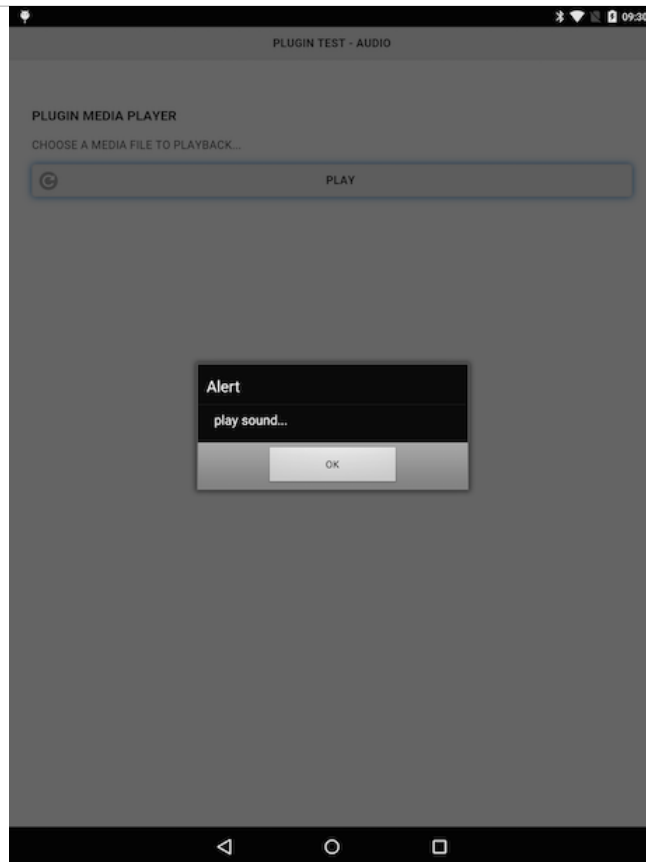 09:30
PLUGIN TEST - AUDIO
PLUGIN MEDIA PLAYER
CHOOSE A MEDIA FILE TO PLAYBACK...
PLAY
Alert
play sound...
OK